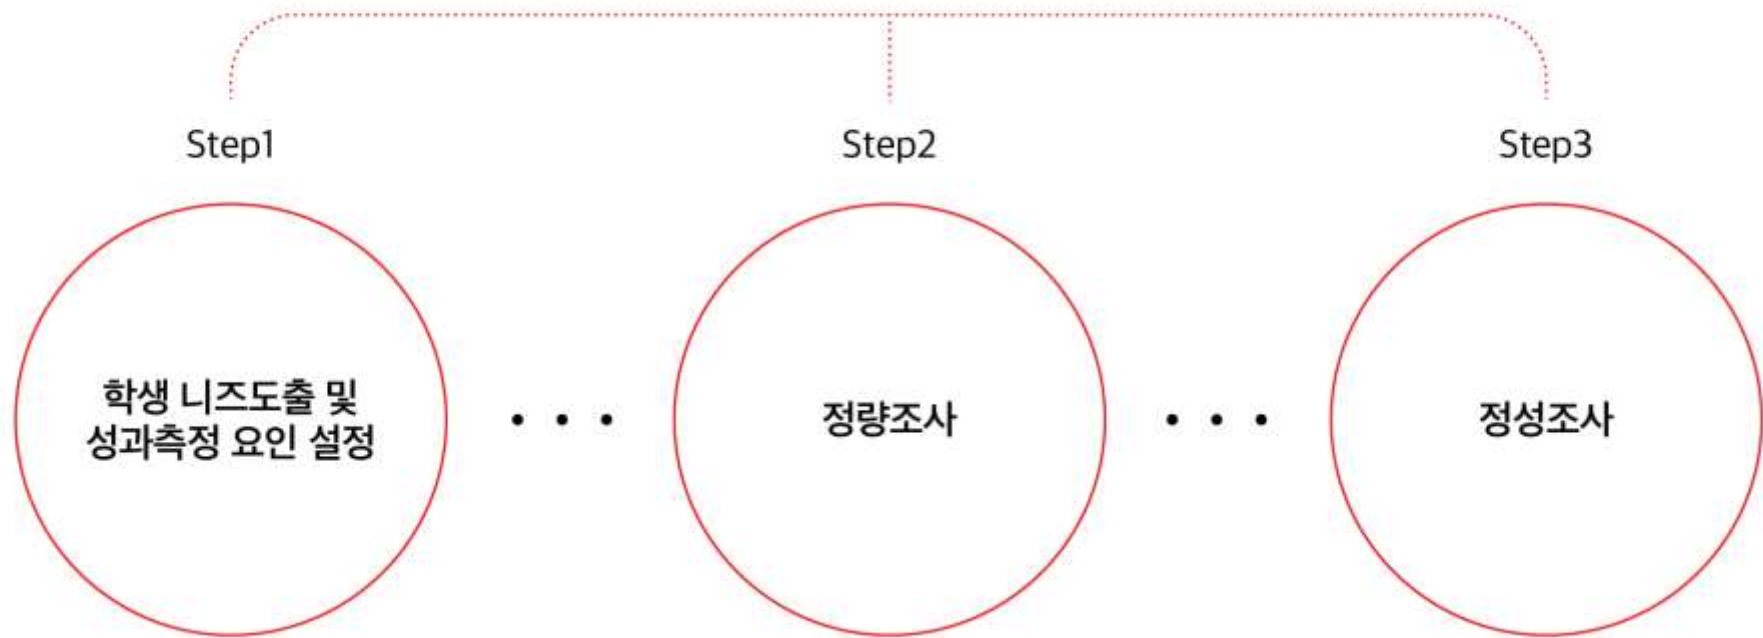 Step1
Step2
Step3
학생 니즈도출 및
성과측정 요인 설정
정량조사
정성조사